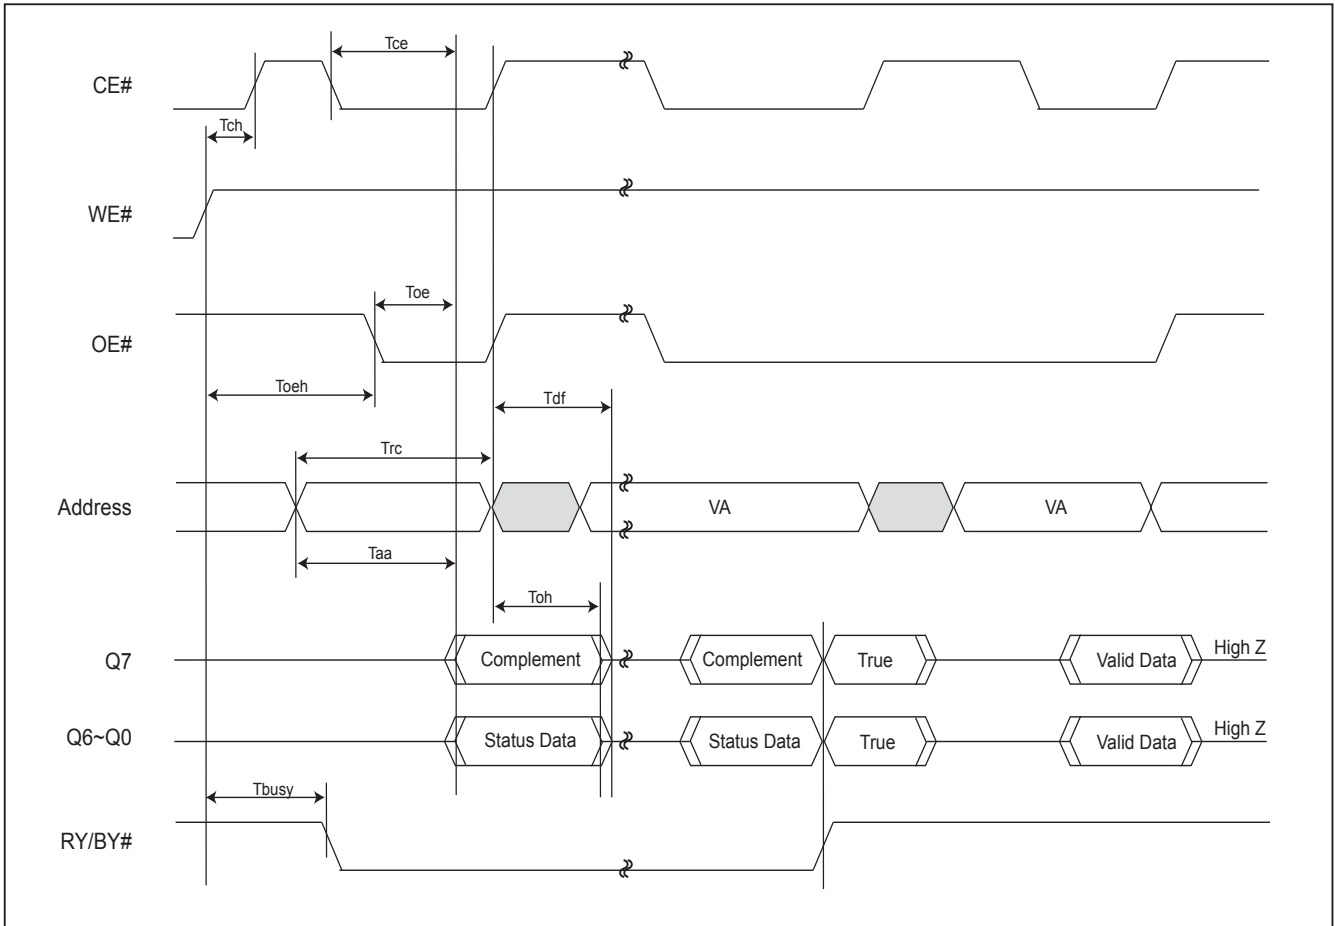 Tce
CE#
Tch
WE#
Toe
OE#
Toeh
Tdf
Trc
Address
VA
VA
Taa
Toh
Q7
Complement
Complement
True
Valid Data
High Z
Q6~Q0
Status Data
Status Data
True
Valid Data
High Z
Tbusy
RY/BY#